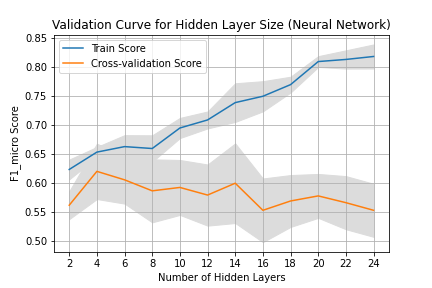 Validation Curve for Hidden Layer Size (Neural Network)
Train Score
Cross-validation Score
F1_micro Score
0.85
0.80
0.75
0.70
0.65
0.60
0.55
0.50
2 4 6 8 10 12 14 16 18 20 22 24
Number of Hidden Layers